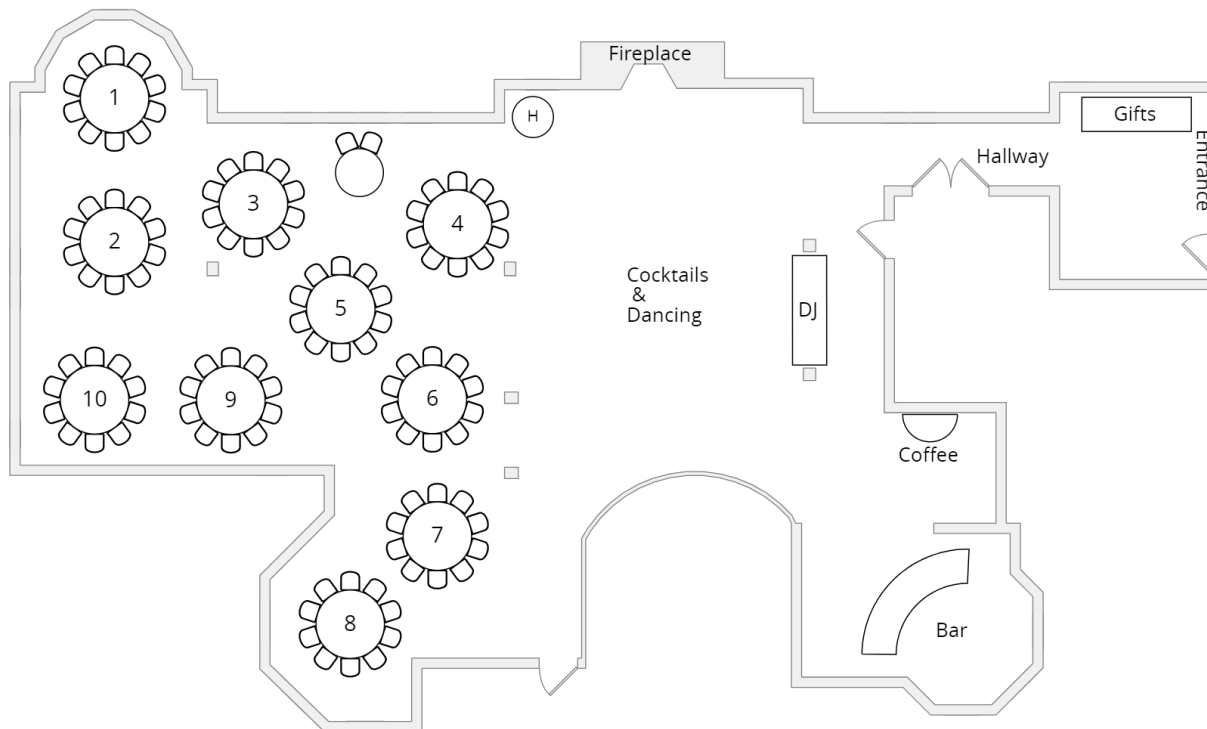 Fireplace
1
H
Gifts
Hallway
Entrance
3
4
2
Cocktails
&
Dancing
5
DJ
10
9
6
Coffee
7
8
Bar